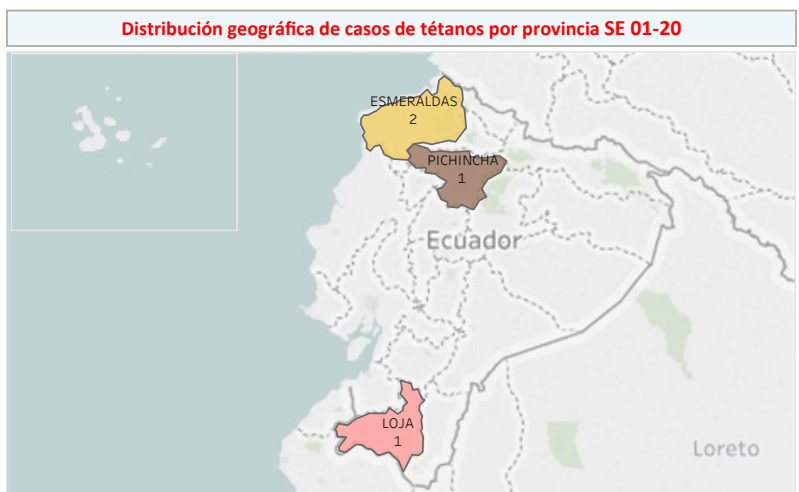 Distribución geográfica de casos de tétanos por provincia SE 01-20
ESMERALDAS
2
PICHINCHA
1
Ecuador
LOJA
1
Loreto